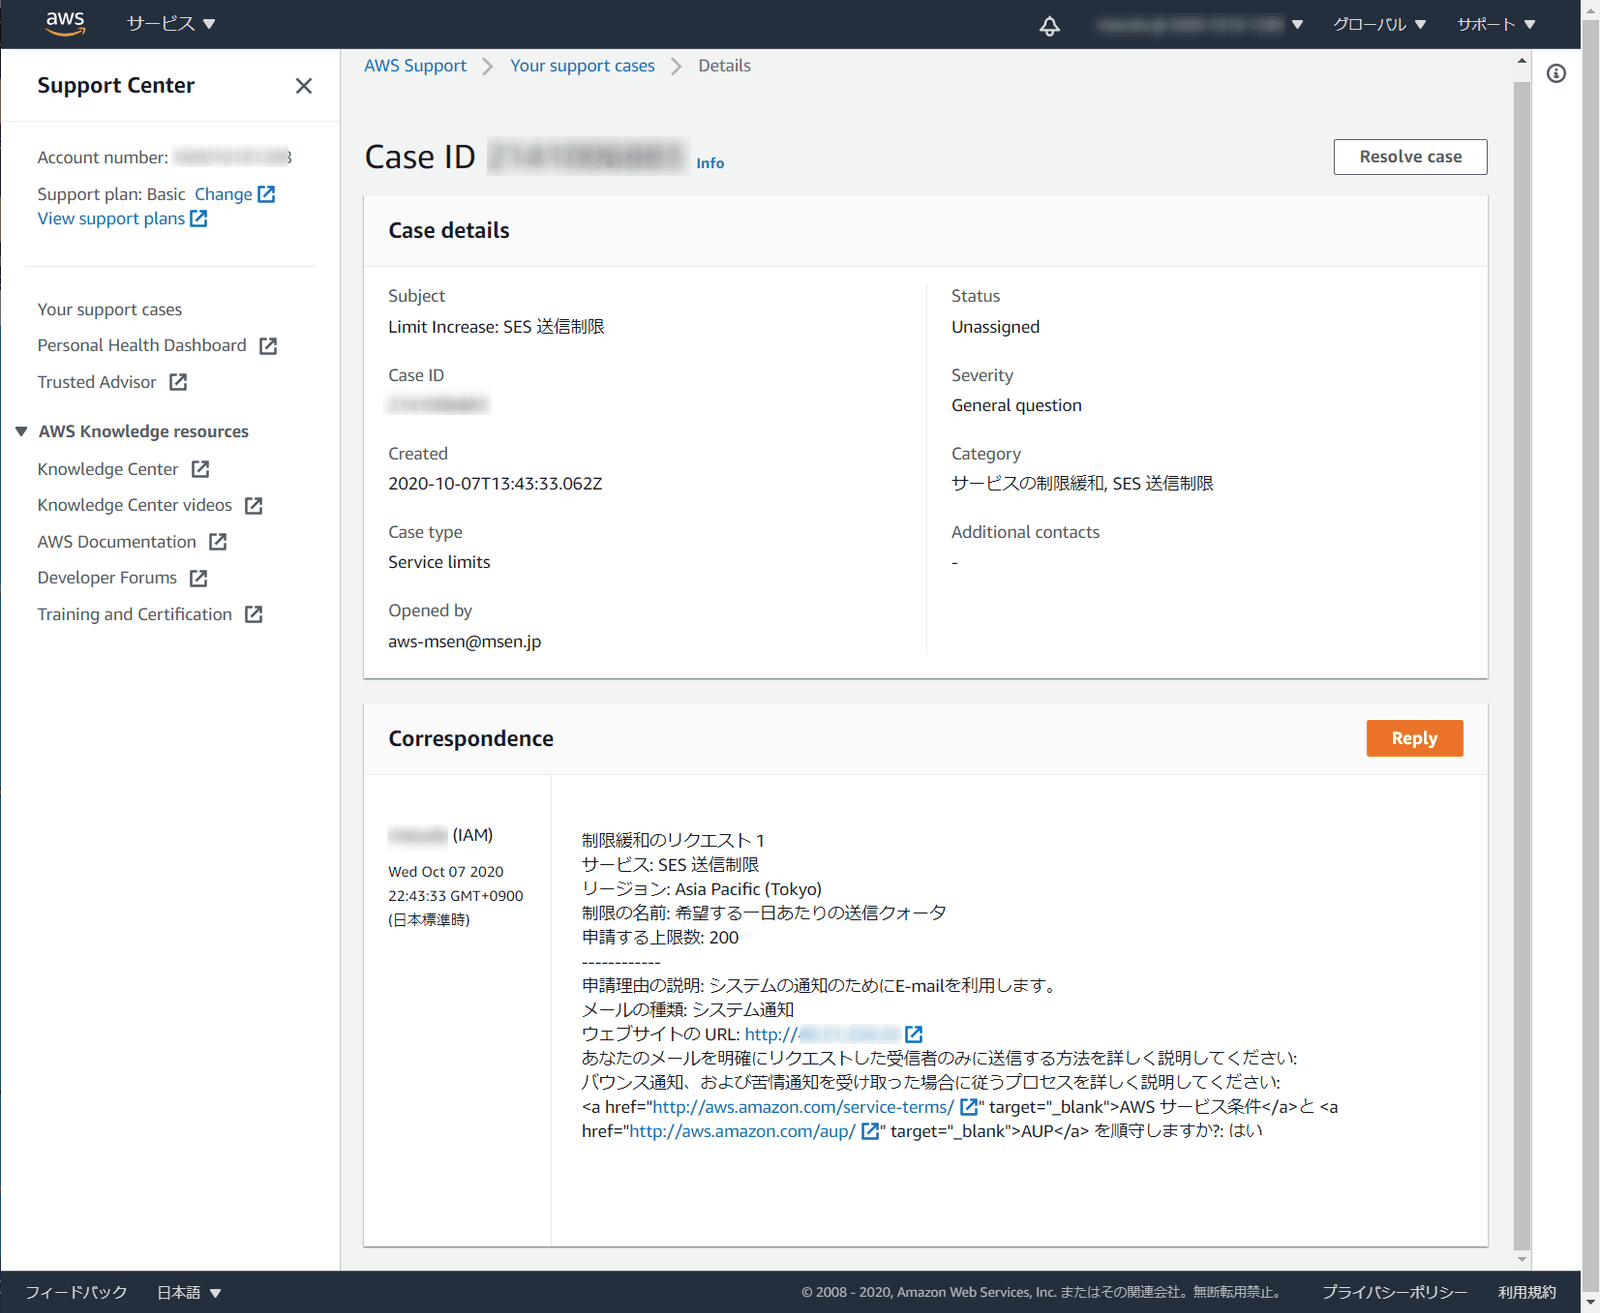 aws
サービス
グローバル
サポート
Support Center
Account number:
Support plan: Basic Change
View support plans
Your support cases
Personal Health Dashboard
Trusted Advisor
AWS Knowledge resources
Knowledge Center
Knowledge Center videos
AWS Documentation
Developer Forums
Training and Certification
AWS Support
Your support cases
Details
Case ID
Info
Resolve case
Case details
Subject
Limit Increase: SES 送信制限
Case ID
Created
2020-10-07T13:43:33.062Z
Case type
Service limits
Opened by
aws-msen@msen.jp
Status
Unassigned
Severity
General question
Category
サービスの制限緩和, SES 送信制限
Additional contacts
-
Correspondence
Reply
(IAM)
Wed Oct 07 2020
22:43:33 GMT+0900
(日本標準時)
制限緩和のリクエスト 1
サービス: SES 送信制限
リージョン: Asia Pacific (Tokyo)
制限の名前: 希望する一日あたりの送信クォータ
申請する上限数: 200
------------
申請理由の説明: システムの通知のためにE-mailを利用します。
メールの種類: システム通知
ウェブサイトの URL: http://
あなたのメールを明確にリクエストした受信者のみに送信する方法を詳しく説明してください:
バウンス通知、および苦情通知を受け取った場合に従うプロセスを詳しく説明してください:
<a href="http://aws.amazon.com/service-terms/" target="_blank">AWS サービス条件</a>と <a
href="http://aws.amazon.com/aup/" target="_blank">AUP</a> を順守しますか?: はい
フィードバック
日本語
© 2008 - 2020, Amazon Web Services, Inc. またはその関連会社。無断転用禁止。
プライバシーポリシー
利用規約